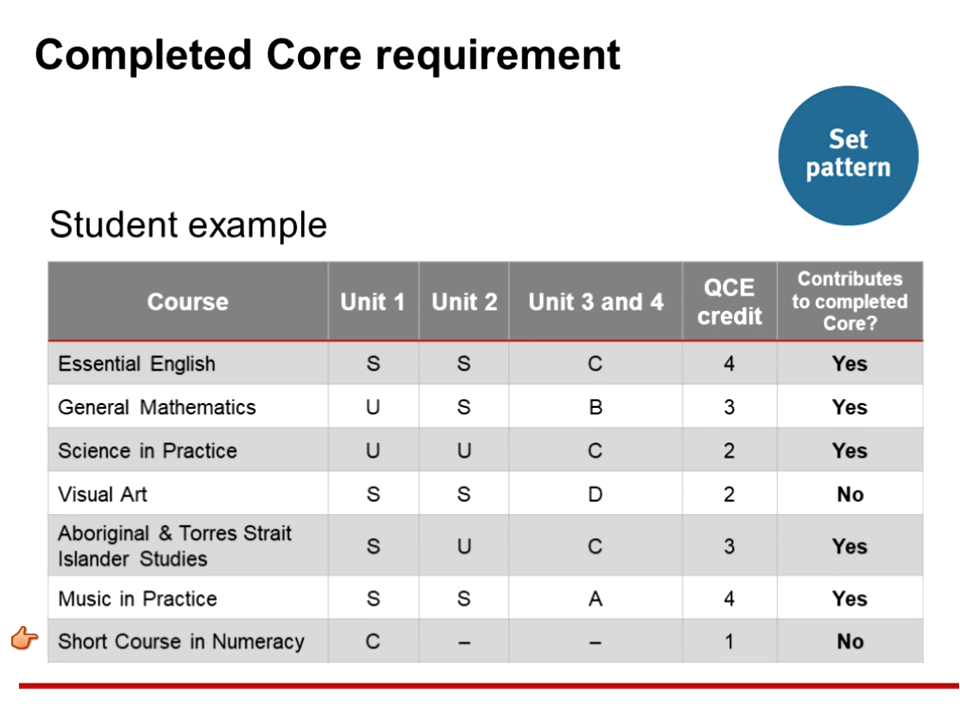 Completed Core requirement
Set
pattern
Student example
Course Unit 1 Unit 2 Unit 3 and 4 QCE credit Contributes to completed Core?
Essential English S S C 4 Yes
General Mathematics U S B 3 Yes
Science in Practice U U C 2 Yes
Visual Art S S D 2 No
Aboriginal & Torres Strait
Islander Studies S U C 3 Yes
Music in Practice S S A 4 Yes
Short Course in Numeracy C – – 1 No